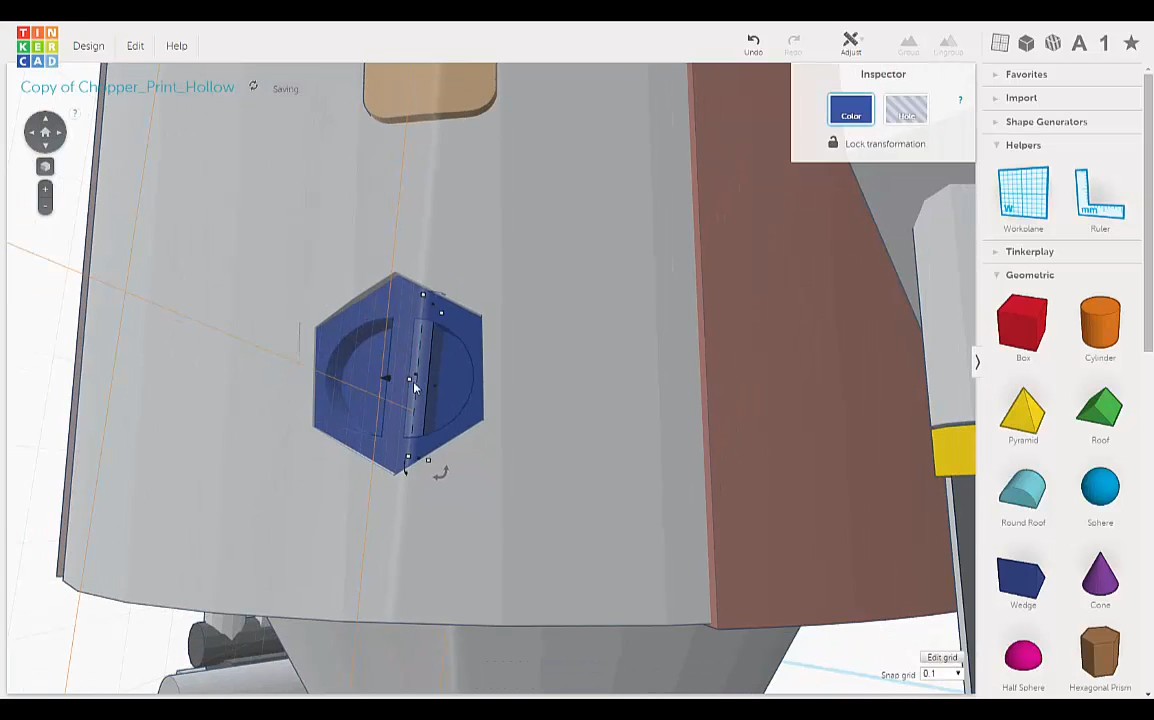 TIN
KER
CAD
Design
Edit
Help
Undo
Redo
Adjust
Group
Ungroup
A
1
Copy of Chopper_Print_Hollow
Saving
?
Inspector
Color
Hole
?
Lock transformation
Favorites
Import
Shape Generators
Helpers
W
mm
Workplane
Ruler
Tinkerplay
Geometric
Box
Cylinder
Pyramid
Roof
Round Roof
Sphere
Wedge
Cone
Half Sphere
Hexagonal Prism
Edit grid
Snap grid
0.1